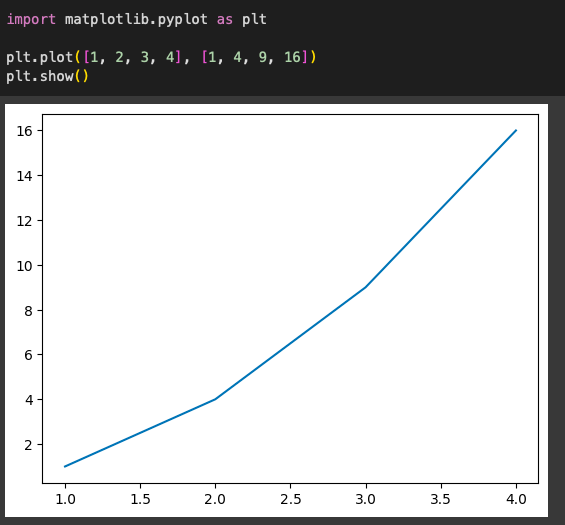 import matplotlib.pyplot as plt
plt.plot([1, 2, 3, 4], [1, 4, 9, 16])
plt.show()
16
14
12
10
8
6
4
2
1.0 1.5 2.0 2.5 3.0 3.5 4.0